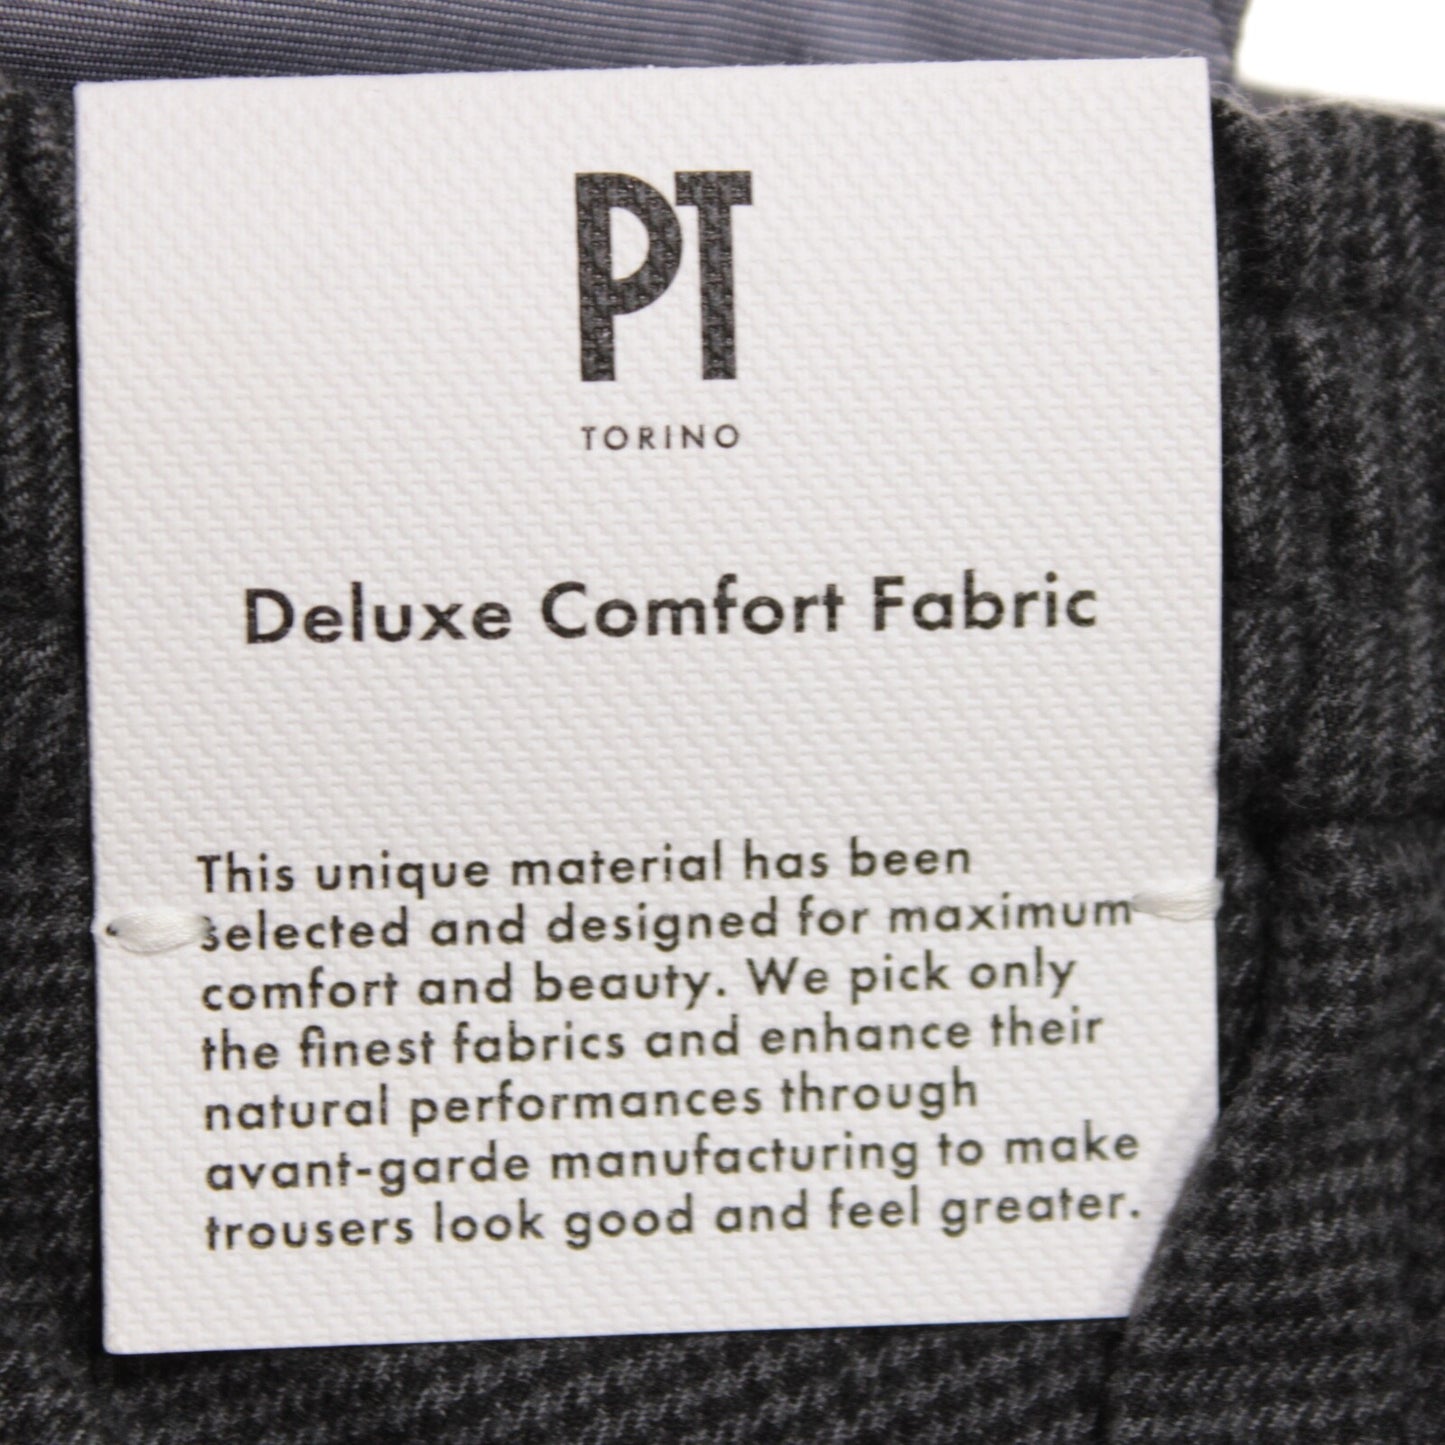 PT
TORINO
Deluxe Comfort Fabric
This unique material has been
selected and designed for maximum
comfort and beauty. We pick only
the finest fabrics and enhance their
natural performances through
avant-garde manufacturing to make
trousers look good and feel greater.